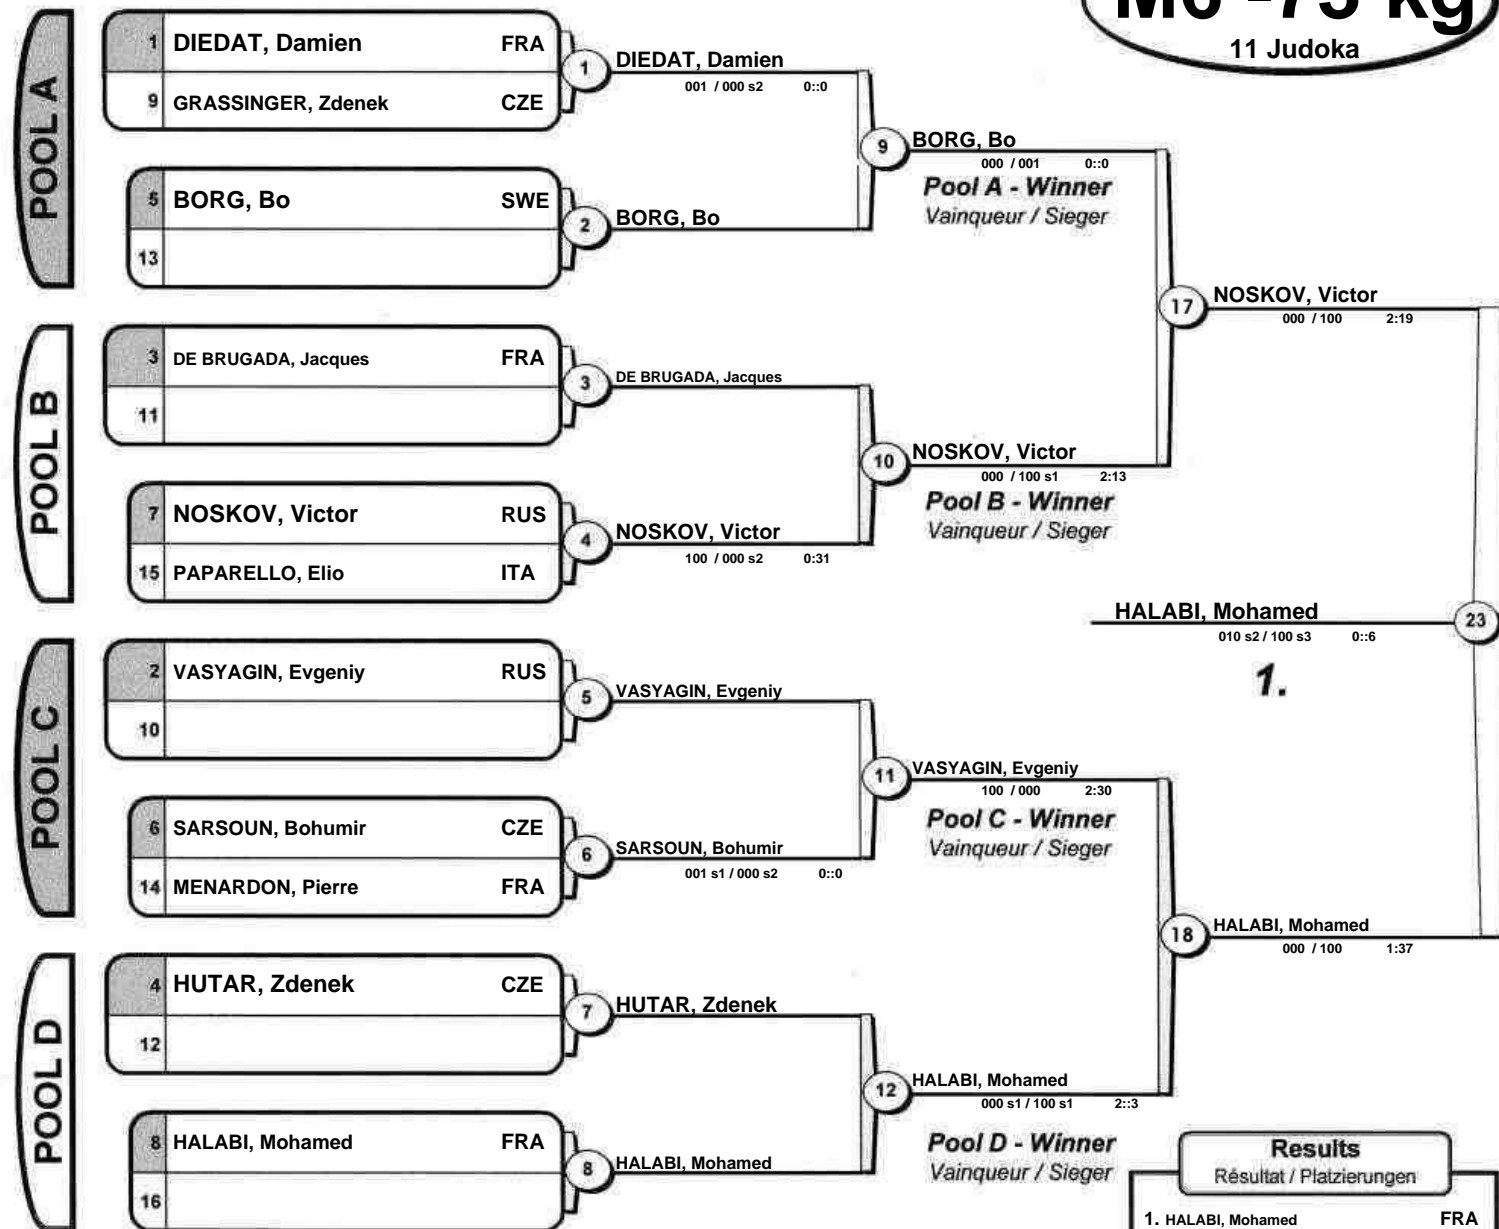 M6 -73 kg
11 Judoka
POOL A
1 DIEDAT, Damien FRA
9 GRASSINGER, Zdenek CZE
1
DIEDAT, Damien
001 / 000 s2 0::0
5 BORG, Bo SWE
13
2
BORG, Bo
9
BORG, Bo
000 / 001 0::0
Pool A - Winner
Vainqueur / Sieger
POOL B
3 DE BRUGADA, Jacques FRA
11
3
DE BRUGADA, Jacques
7 NOSKOV, Victor RUS
15 PAPARELLO, Elio ITA
4
NOSKOV, Victor
100 / 000 s2 0:31
10
NOSKOV, Victor
000 / 100 s1 2:13
Pool B - Winner
Vainqueur / Sieger
17
NOSKOV, Victor
000 / 100 2:19
HALABI, Mohamed
010 s2 / 100 s3 0::6
23
1.
POOL C
2 VASYAGIN, Evgeniy RUS
10
5
VASYAGIN, Evgeniy
6 SARSOUN, Bohumir CZE
14 MENARDON, Pierre FRA
6
SARSOUN, Bohumir
001 s1 / 000 s2 0::0
11
VASYAGIN, Evgeniy
100 / 000 2:30
Pool C - Winner
Vainqueur / Sieger
POOL D
4 HUTAR, Zdenek CZE
12
7
HUTAR, Zdenek
8 HALABI, Mohamed FRA
16
8
HALABI, Mohamed
12
HALABI, Mohamed
000 s1 / 100 s1 2::3
Pool D - Winner
Vainqueur / Sieger
18
HALABI, Mohamed
000 / 100 1:37
Results
Résultat / Platzierungen
1. HALABI, Mohamed FRA